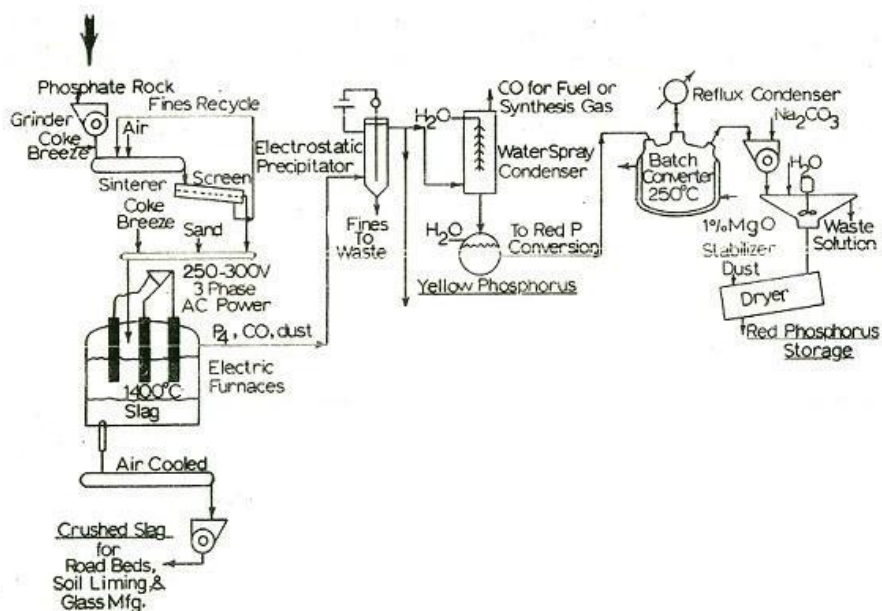 Phosphate Rock
Fines Recycle
Grinder
Air
Coke
Breeze
Sinterer
Screen
Coke
Breeze
Sand
250-300V
3 Phase
AC Power
P4, CO, dust
Electric
Furnaces
1400°C
Slag
Air Cooled
Crushed Slag
for
Road Beds,
Soil Liming, &
Glass Mfg.
Electrostatic
Precipitator
Fines
To
Waste
H2O
CO for Fuel or
Synthesis Gas
Water Spray
Condenser
H2O
To Red P
Conversion
Yellow Phosphorus
Reflux Condenser
Na2CO3
Batch
Converter
250°C
H2O
1% MgO
Stabilizer
Waste
Solution
Dust
Dryer
Red Phosphorus
Storage